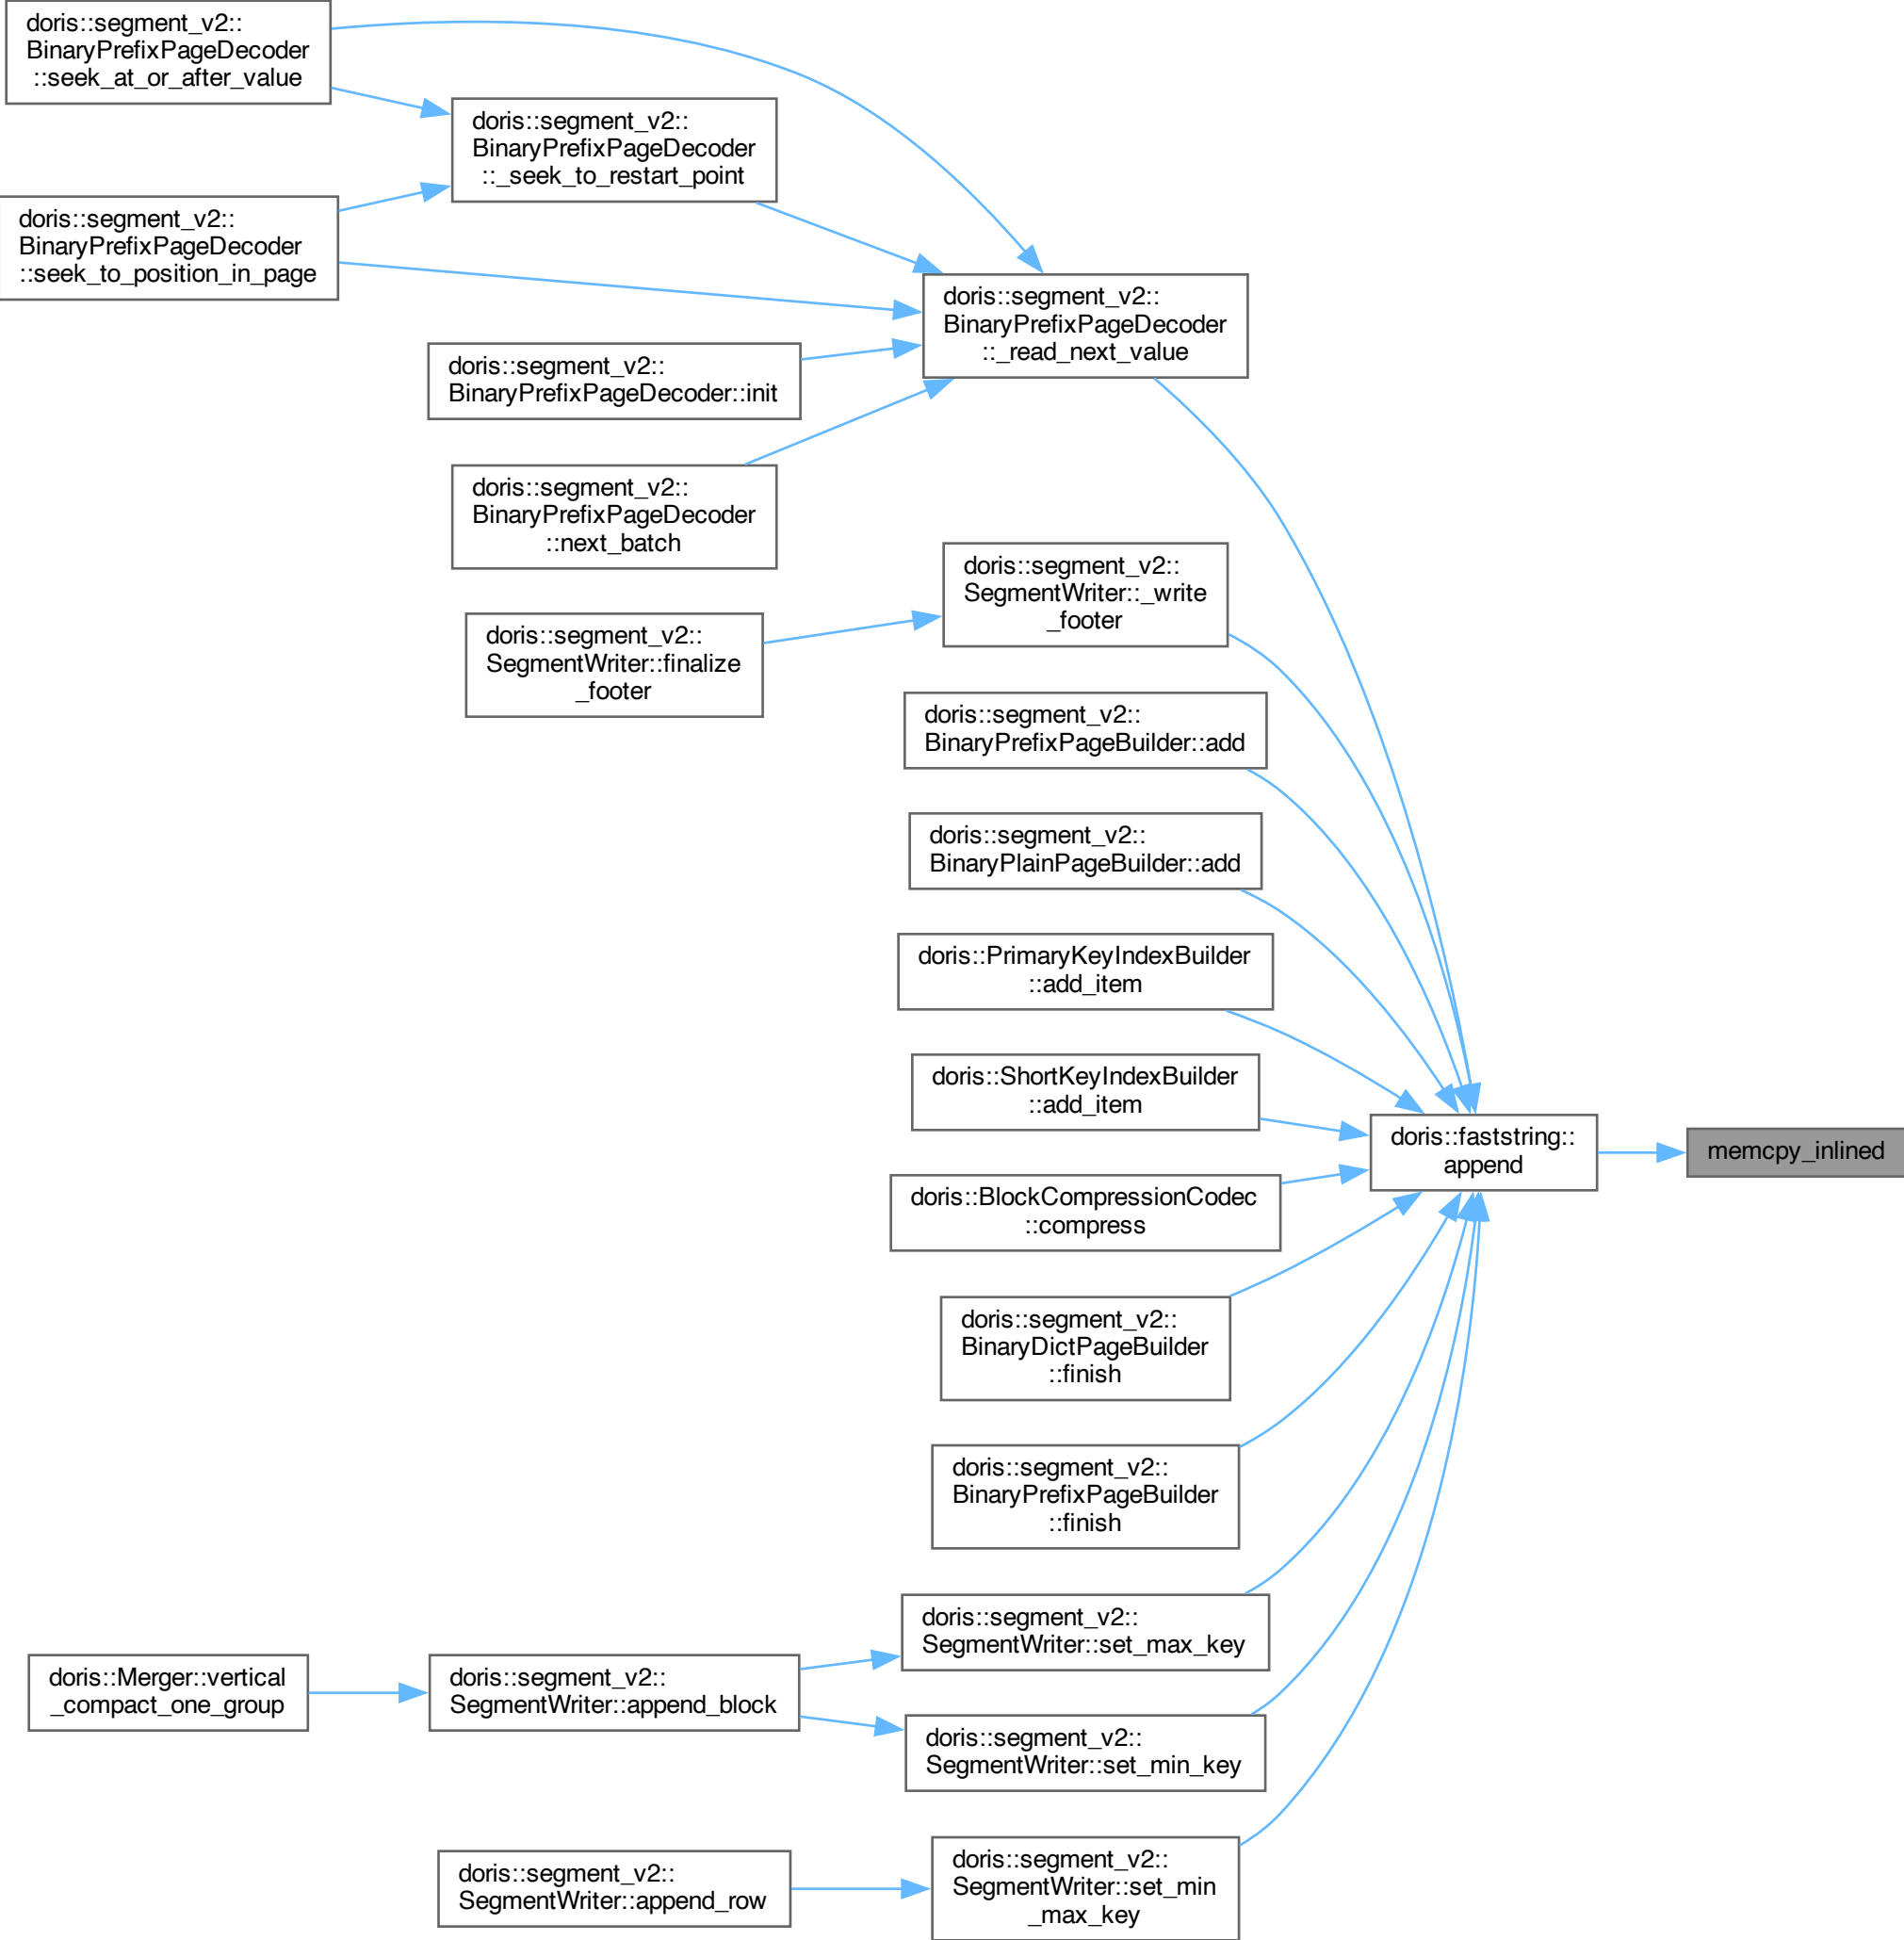 doris::segment_v2::
BinaryPrefixPageDecoder
::seek_at_or_after_value
doris::segment_v2::
BinaryPrefixPageDecoder
::_seek_to_restart_point
doris::segment_v2::
BinaryPrefixPageDecoder
::seek_to_position_in_page
doris::segment_v2::
BinaryPrefixPageDecoder
::_read_next_value
doris::segment_v2::
BinaryPrefixPageDecoder::init
doris::segment_v2::
BinaryPrefixPageDecoder
::next_batch
doris::segment_v2::
SegmentWriter::_write
_footer
doris::segment_v2::
SegmentWriter::finalize
_footer
doris::segment_v2::
BinaryPrefixPageBuilder::add
doris::segment_v2::
BinaryPlainPageBuilder::add
doris::PrimaryKeyIndexBuilder
::add_item
doris::ShortKeyIndexBuilder
::add_item
doris::faststring::
append
memcpy_inlined
doris::BlockCompressionCodec
::compress
doris::segment_v2::
BinaryDictPageBuilder
::finish
doris::segment_v2::
BinaryPrefixPageBuilder
::finish
doris::segment_v2::
SegmentWriter::set_max_key
doris::Merger::vertical
_compact_one_group
doris::segment_v2::
SegmentWriter::append_block
doris::segment_v2::
SegmentWriter::set_min_key
doris::segment_v2::
SegmentWriter::append_row
doris::segment_v2::
SegmentWriter::set_min
_max_key